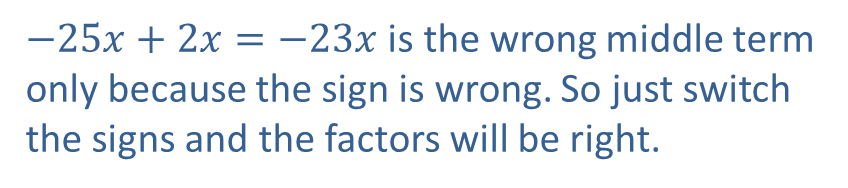 −25x + 2x = −23x is the wrong middle term
only because the sign is wrong. So just switch
the signs and the factors will be right.